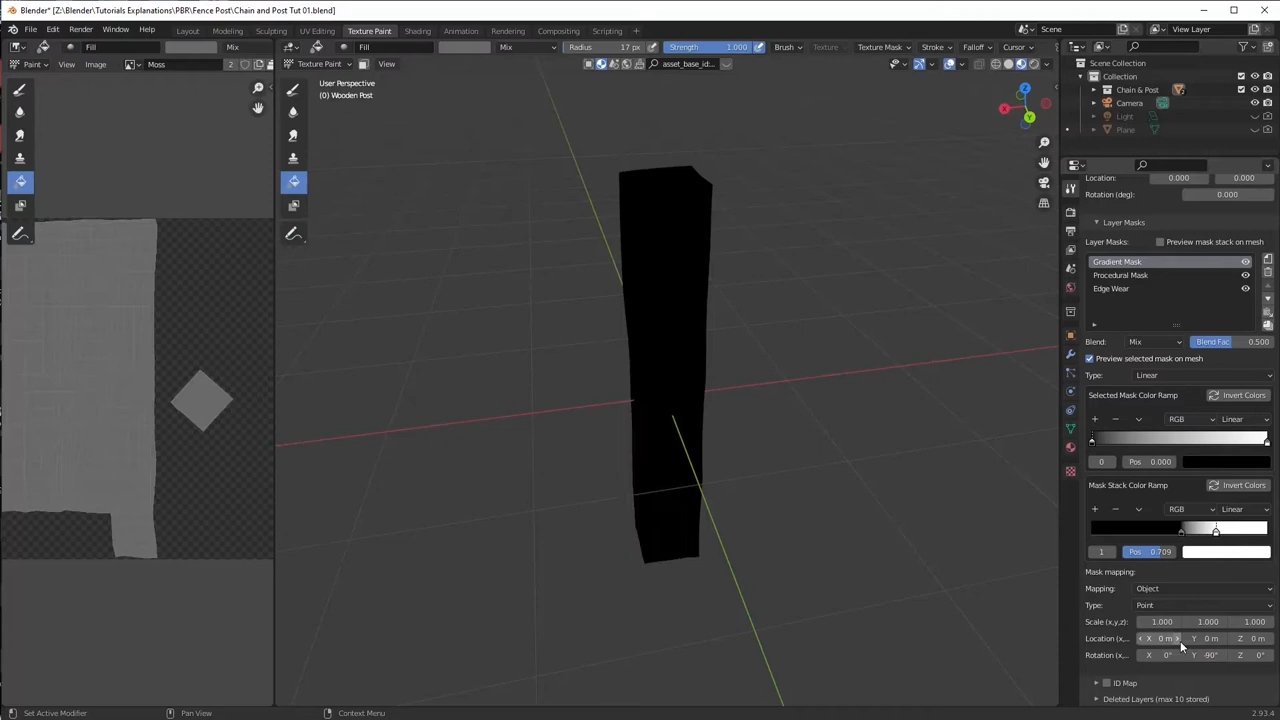 Blender* [Z:\Blender\Tutorials Explanations\PBR\Fence Post\Chain and Post Tut 01.blend]
File Edit Render Window Help Layout Modeling Sculpting UV Editing Texture Paint Shading Animation Rendering Compositing Scripting Scene View Layer
Fill Mix Fill Mix Radius 17 px Strength 1.000 Brush Texture Texture Mask Stroke Falloff Cursor
Paint View Image Moss 2 Texture Paint View asset_base_id:...
Scene Collection
Collection
Chain & Post
Camera
Light
Plane
User Perspective
(0) Wooden Post
X
Y
Z
Location: 0.000 0.000
Rotation (deg): 0.000
Layer Masks
Layer Masks: Preview mask stack on mesh
Gradient Mask
Procedural Mask
Edge Wear
Blend: Mix Blend Fac 0.500
Preview selected mask on mesh
Type: Linear
Selected Mask Color Ramp Invert Colors
RGB Linear
0 Pos 0.000
Mask Stack Color Ramp Invert Colors
RGB Linear
1 Pos 0.709
Mask mapping:
Mapping: Object
Type: Point
Scale (x,y,z): 1.000 1.000 1.000
Location (x,... X 0 m Y 0 m Z 0 m
Rotation (x,... X 0° Y 90° Z 0°
ID Map
Deleted Layers (max 10 stored)
Set Active Modifier Pan View Context Menu 2.93.4